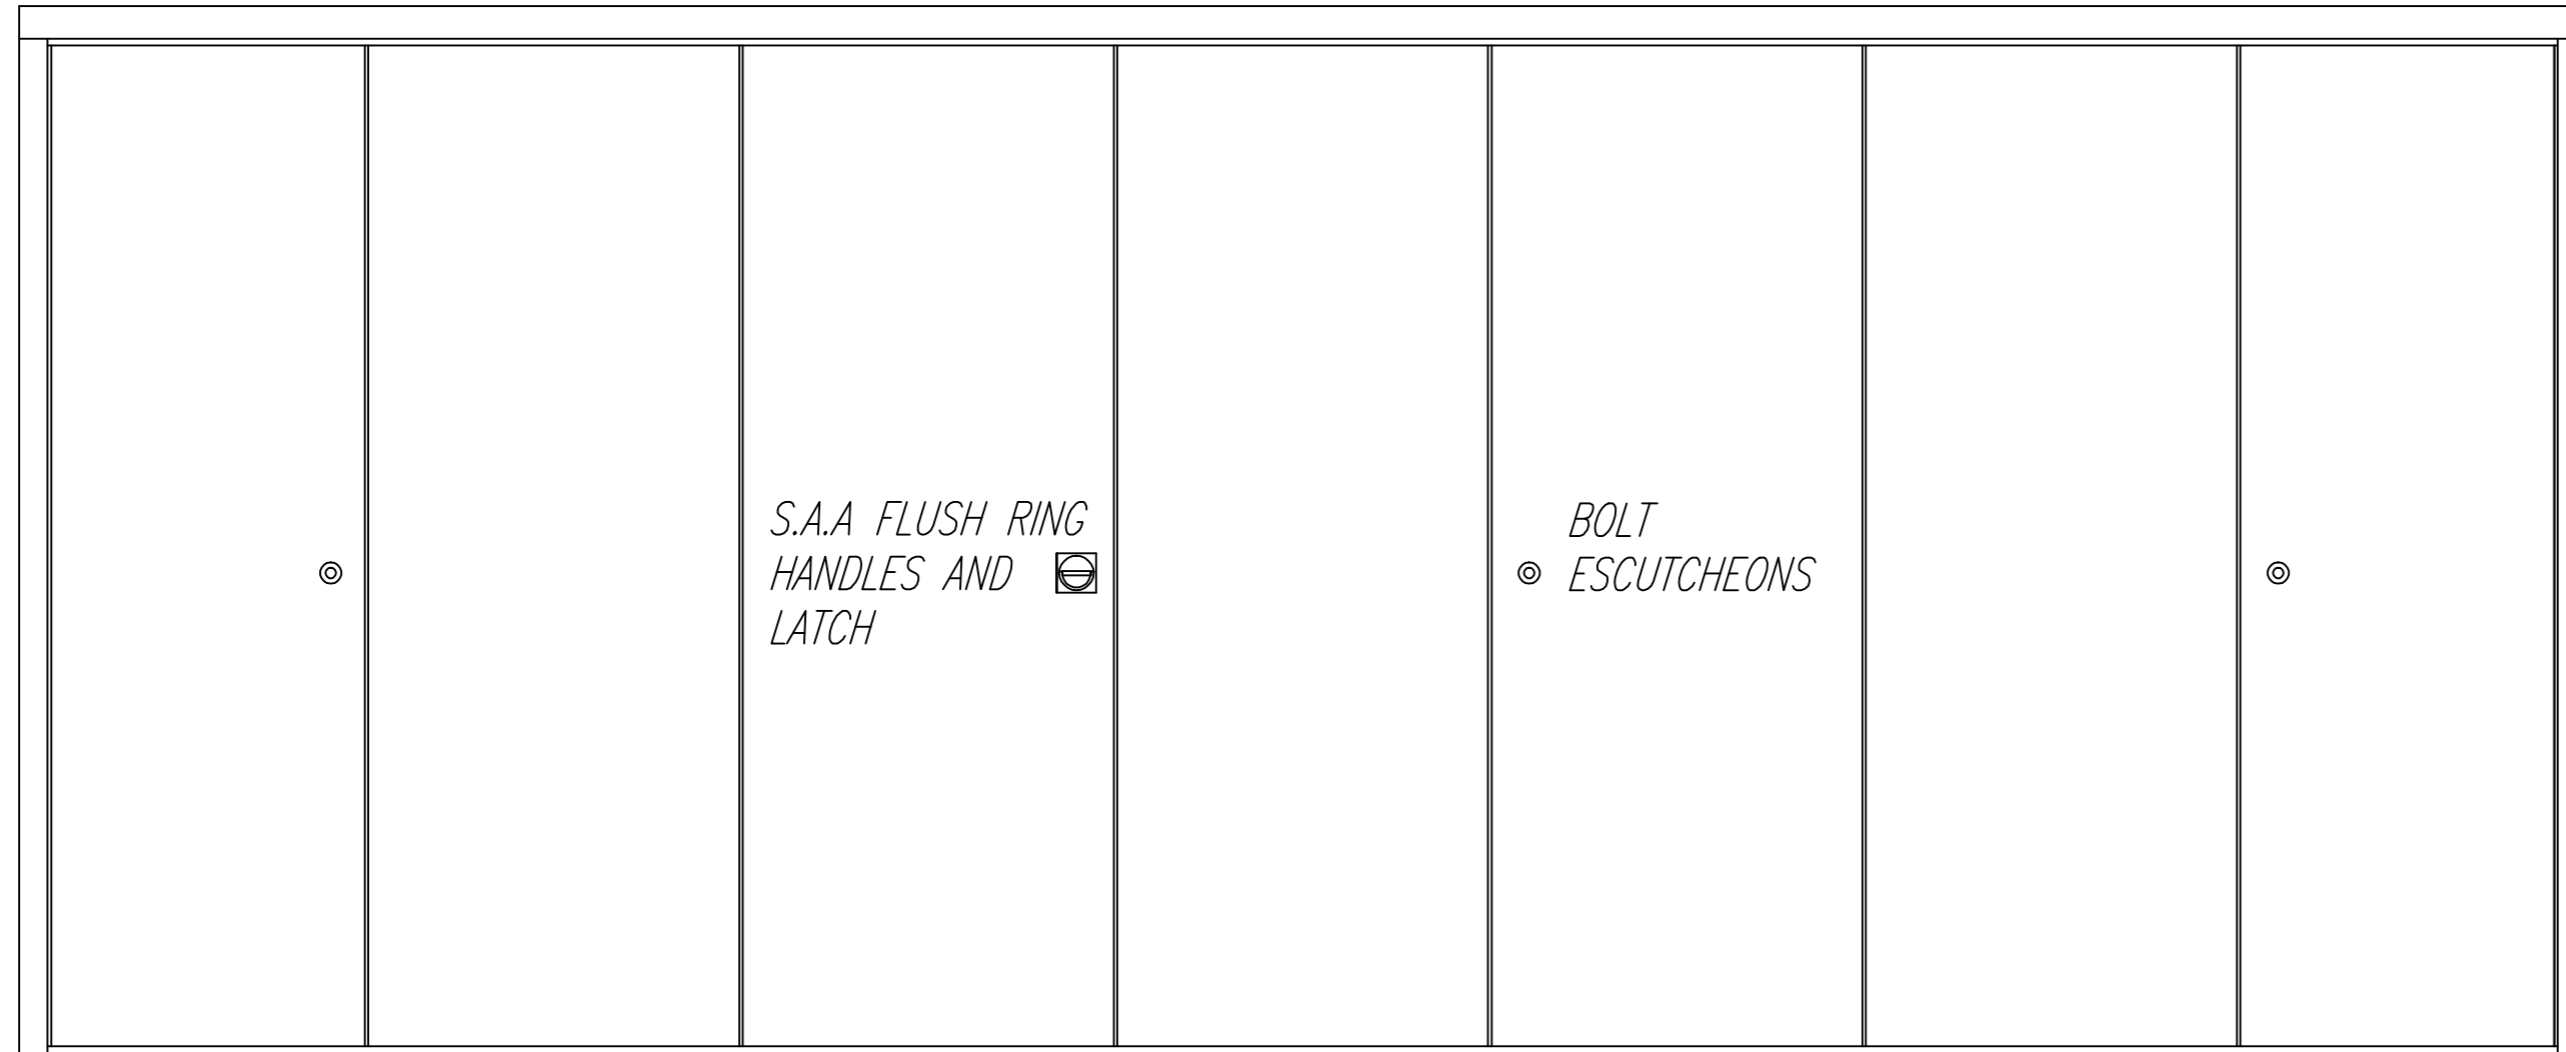 S.A.A FLUSH RING
HANDLES AND
LATCH
BOLT
ESCUTCHEONS